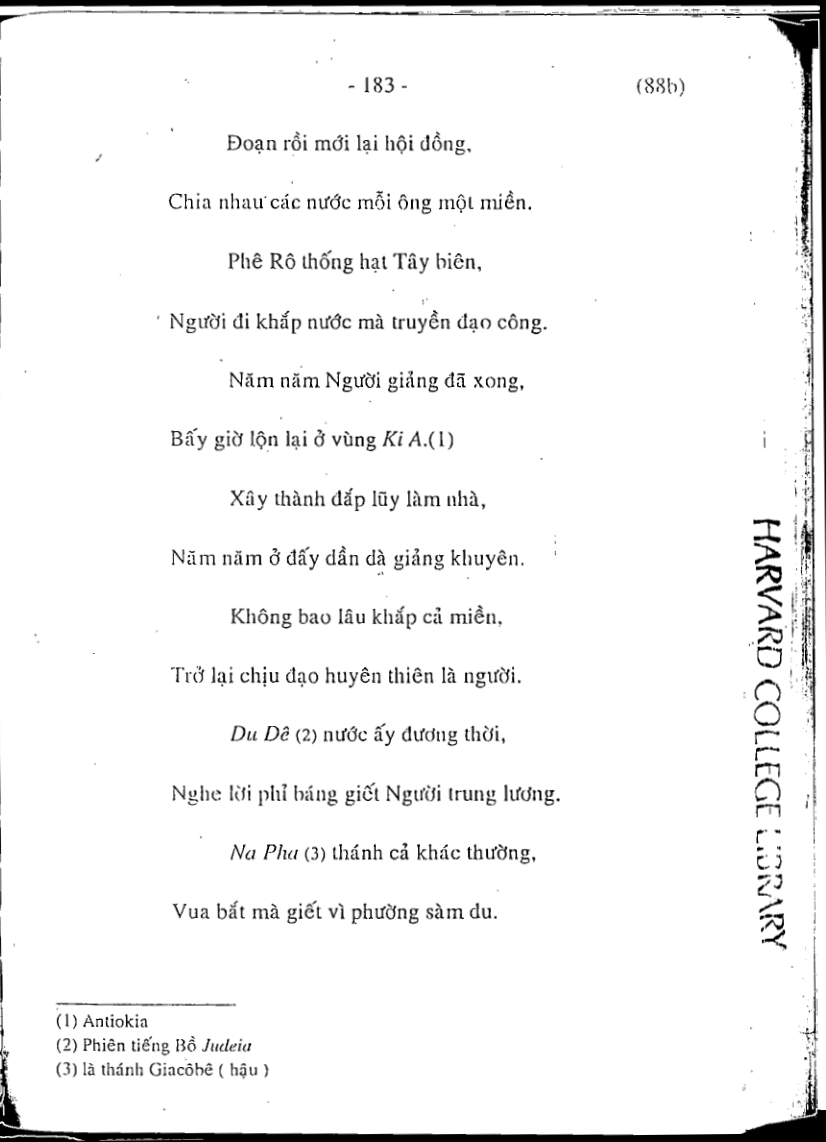 - 183 - (88b)
Đoạn rồi mới lại hội đồng,
Chia nhau các nước mỗi ông một miền.
Phê Rô thống hạt Tây biên,
Người đi khắp nước mà truyền đạo công.
Năm năm Người giảng đã xong,
Bấy giờ lộn lại ở vùng Ki A.(1)
Xây thành đắp lũy làm nhà,
Năm năm ở đấy dần dà giảng khuyên.
Không bao lâu khắp cả miền,
Trở lại chịu đạo huyên thiên là người.
Du Dê (2) nước ấy đương thời,
Nghe lời phỉ báng giết Người trung lương.
Na Pha (3) thánh cả khác thường,
Vua bắt mà giết vì phường sàm du.
(1) Antiokia
(2) Phiên tiếng Bồ Judeia
(3) là thánh Giacôbê ( hậu )
HARVARD COLLEGE LIBRARY